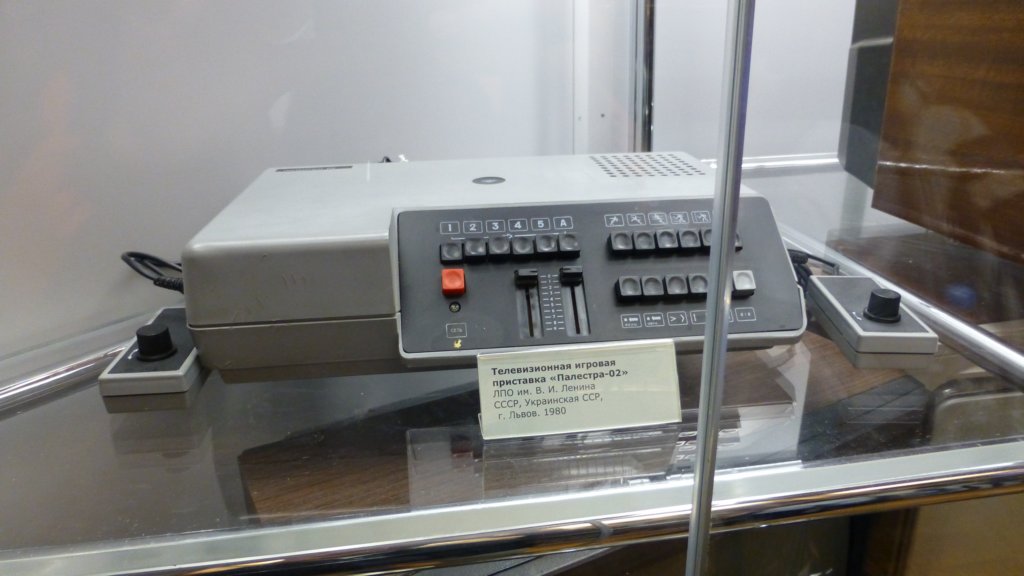 1 2 3 4 5 A
СЕТЬ
Телевизионная игровая
приставка «Палестра-02»
ЛПО им. В. И. Ленина
СССР, Украинская ССР,
г. Львов. 1980